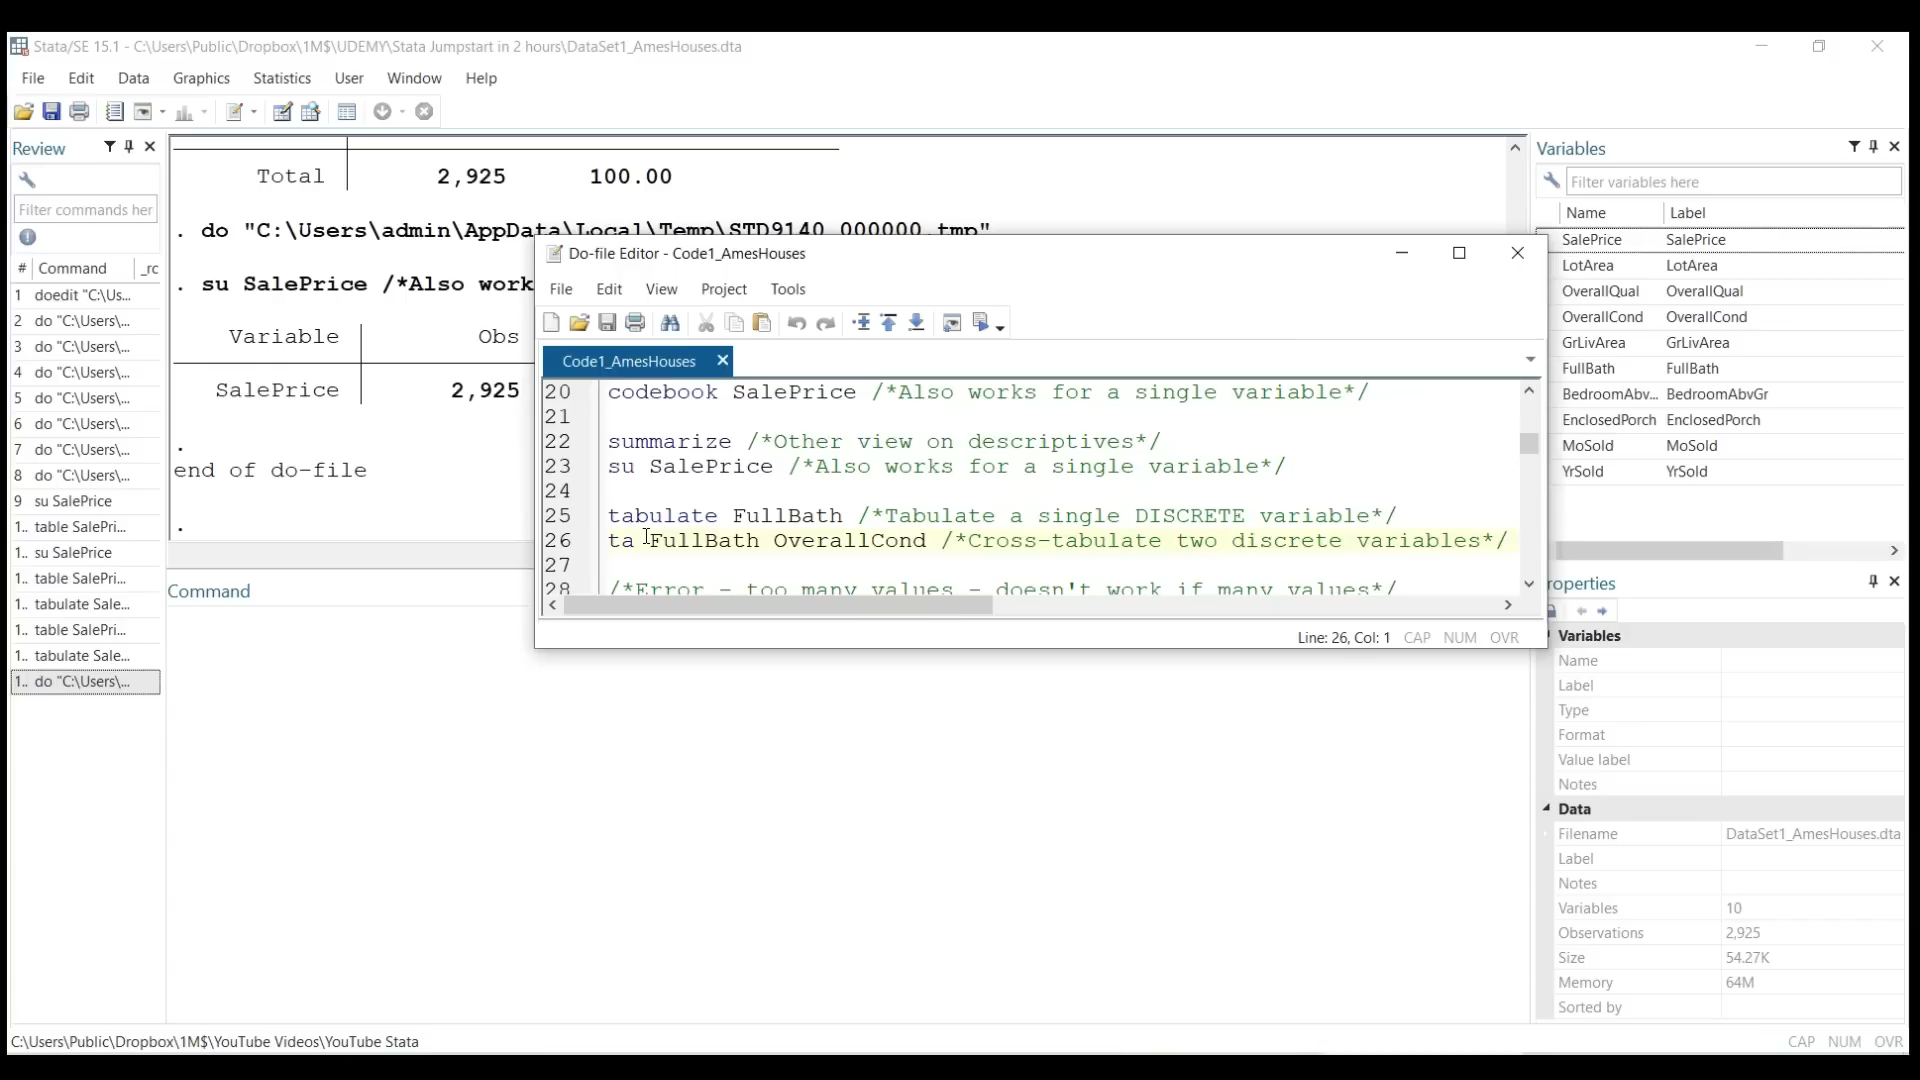 Stata/SE 15.1 - C:\Users\Public\Dropbox\1M$\UDEMY\Stata Jumpstart in 2 hours\DataSet1_AmesHouses.dta
File Edit Data Graphics Statistics User Window Help
Review
Filter commands her
# Command _rc
1 doedit "C:\Us...
2 do "C:\Users\...
3 do "C:\Users\...
4 do "C:\Users\...
5 do "C:\Users\...
6 do "C:\Users\...
7 do "C:\Users\...
8 do "C:\Users\...
9 su SalePrice
1.. table SalePri...
1.. su SalePrice
1.. table SalePri...
1.. tabulate Sale...
1.. table SalePri...
1.. tabulate Sale...
1.. do "C:\Users\...
Total 2,925 100.00
. do "C:\Users\admin\AppData\Local\Temp\STD9140_000000.tmp"
. su SalePrice /*Also work
Variable Obs
SalePrice 2,925
.
end of do-file
.
Command
Do-file Editor - Code1_AmesHouses
File Edit View Project Tools
Code1_AmesHouses
20 codebook SalePrice /*Also works for a single variable*/
21
22 summarize /*Other view on descriptives*/
23 su SalePrice /*Also works for a single variable*/
24
25 tabulate FullBath /*Tabulate a single DISCRETE variable*/
26 ta FullBath OverallCond /*Cross-tabulate two discrete variables*/
27
28 /*Error - too many values - doesn't work if many values*/
Line: 26, Col: 1 CAP NUM OVR
Variables
Filter variables here
Name Label
SalePrice SalePrice
LotArea LotArea
OverallQual OverallQual
OverallCond OverallCond
GrLivArea GrLivArea
FullBath FullBath
BedroomAbv... BedroomAbvGr
EnclosedPorch EnclosedPorch
MoSold MoSold
YrSold YrSold
roperties
Variables
Name
Label
Type
Format
Value label
Notes
Data
Filename DataSet1_AmesHouses.dta
Label
Notes
Variables 10
Observations 2,925
Size 54.27K
Memory 64M
Sorted by
C:\Users\Public\Dropbox\1M$\YouTube Videos\YouTube Stata
CAP NUM OVR